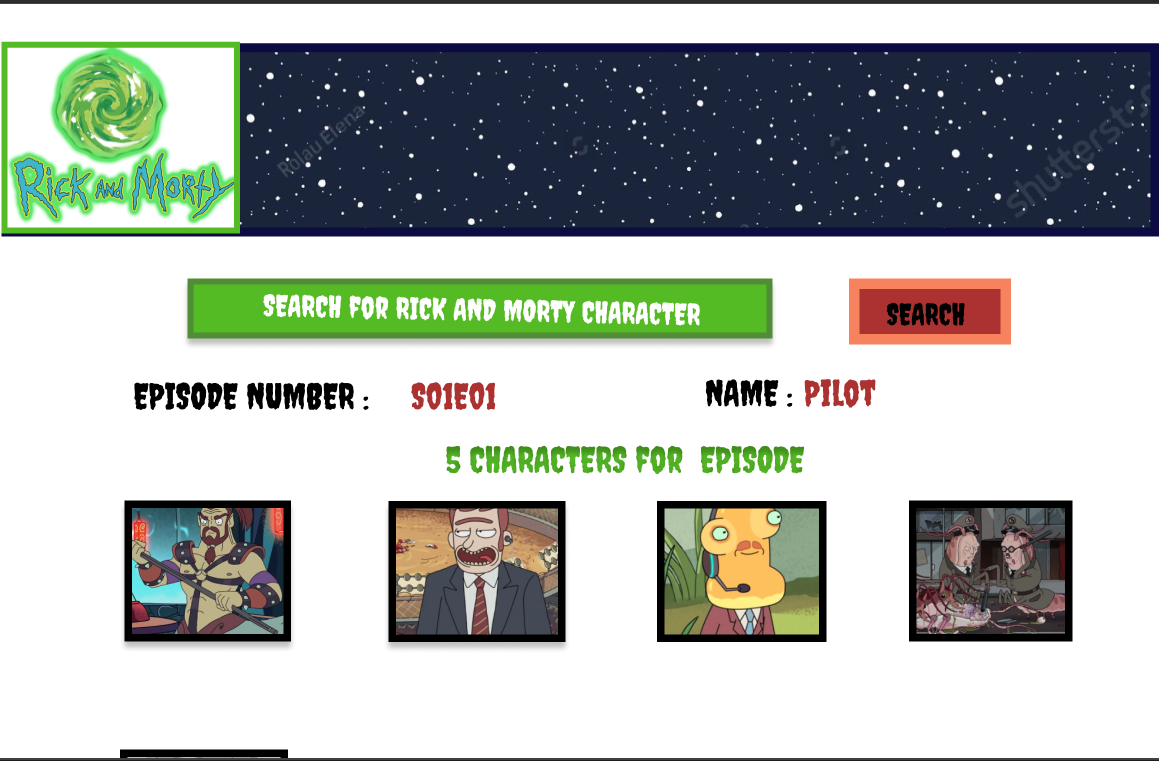 Rick and Morty
Rolau Elena
shutterstoc
SEARCH FOR RICK AND MORTY CHARACTER
SEARCH
EPISODE NUMBER : S01E01
NAME : PILOT
5 CHARACTERS FOR EPISODE